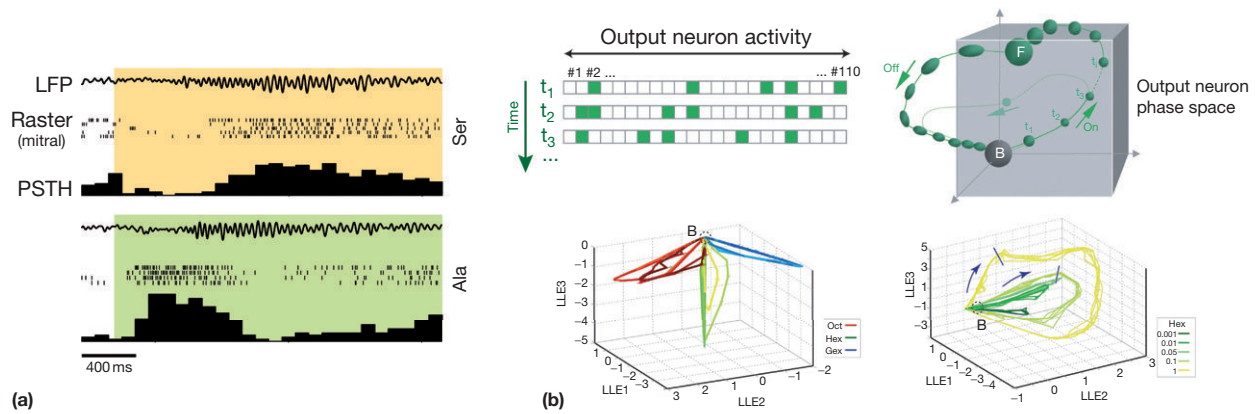 LFP
Raster
(mitral)
PSTH
Ser
Ala
400 ms
(a)
Output neuron activity
#1 #2 ... ... #110
Time
t1
t2
t3
...
F
Off
On
B
t1
t2
t3
t1
Output neuron
phase space
B
0
−1
−2
−3
−4
−5
LLE3
1
0
−1
−2
−3
LLE1
3
2
1
0
−1
−2
LLE2
Oct
Hex
Gex
(b)
5
3
1
−1
−3
LLE3
B
1
0
−1
−2
−3
−4
LLE1
−1
0
1
2
3
LLE2
Hex
0.001
0.01
0.05
0.1
1